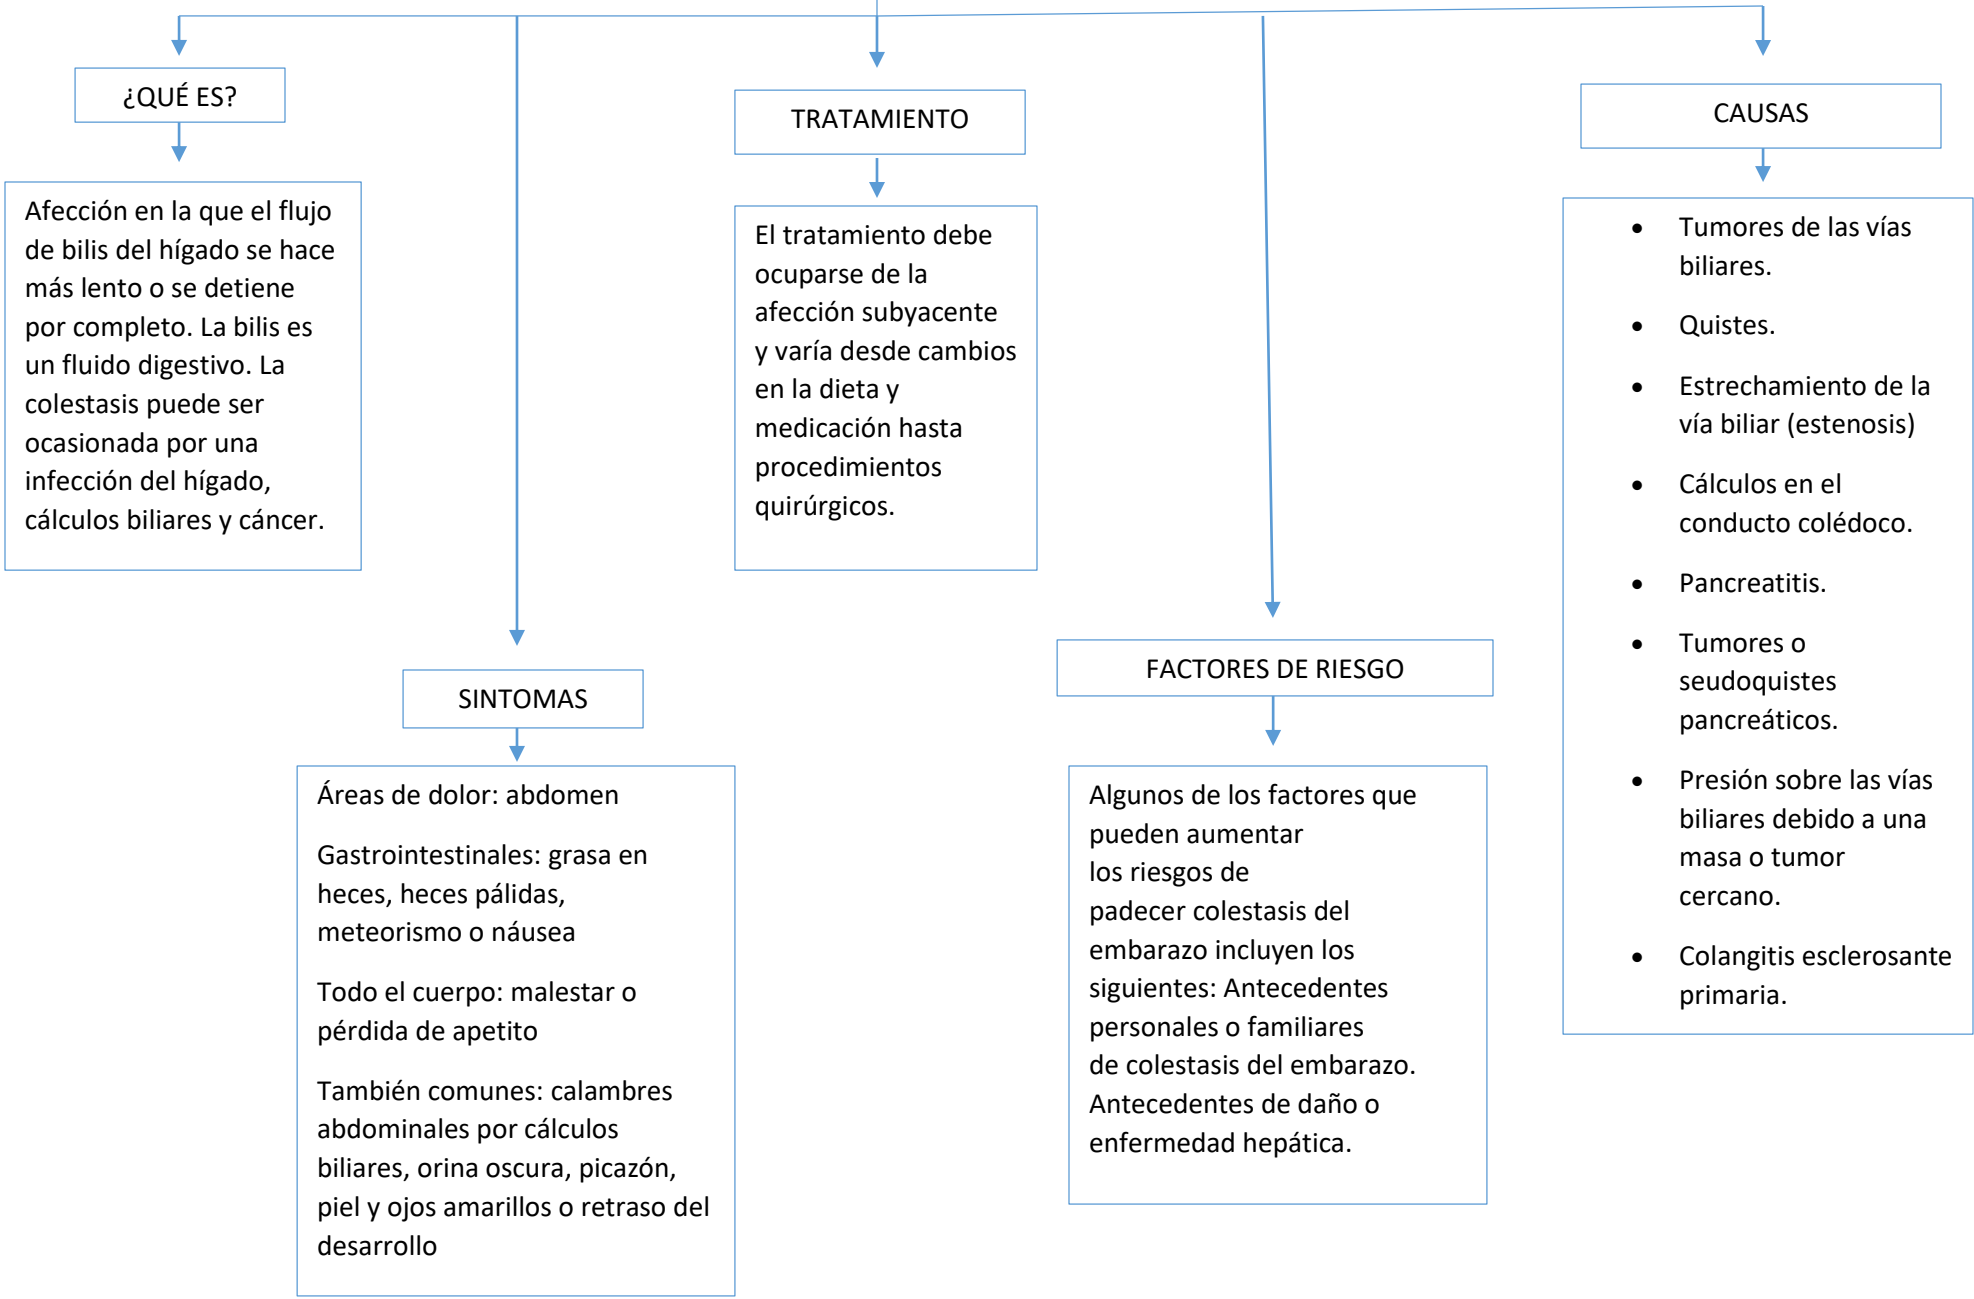 ¿QUÉ ES?
Afección en la que el flujo
de bilis del hígado se hace
más lento o se detiene
por completo. La bilis es
un fluido digestivo. La
colestasis puede ser
ocasionada por una
infección del hígado,
cálculos biliares y cáncer.
SINTOMAS
Áreas de dolor: abdomen
Gastrointestinales: grasa en
heces, heces pálidas,
meteorismo o náusea
Todo el cuerpo: malestar o
pérdida de apetito
También comunes: calambres
abdominales por cálculos
biliares, orina oscura, picazón,
piel y ojos amarillos o retraso del
desarrollo
TRATAMIENTO
El tratamiento debe
ocuparse de la
afección subyacente
y varía desde cambios
en la dieta y
medicación hasta
procedimientos
quirúrgicos.
FACTORES DE RIESGO
Algunos de los factores que
pueden aumentar
los riesgos de
padecer colestasis del
embarazo incluyen los
siguientes: Antecedentes
personales o familiares
de colestasis del embarazo.
Antecedentes de daño o
enfermedad hepática.
CAUSAS
• Tumores de las vías
biliares.
• Quistes.
• Estrechamiento de la
vía biliar (estenosis)
• Cálculos en el
conducto colédoco.
• Pancreatitis.
• Tumores o
seudoquistes
pancreáticos.
• Presión sobre las vías
biliares debido a una
masa o tumor
cercano.
• Colangitis esclerosante
primaria.